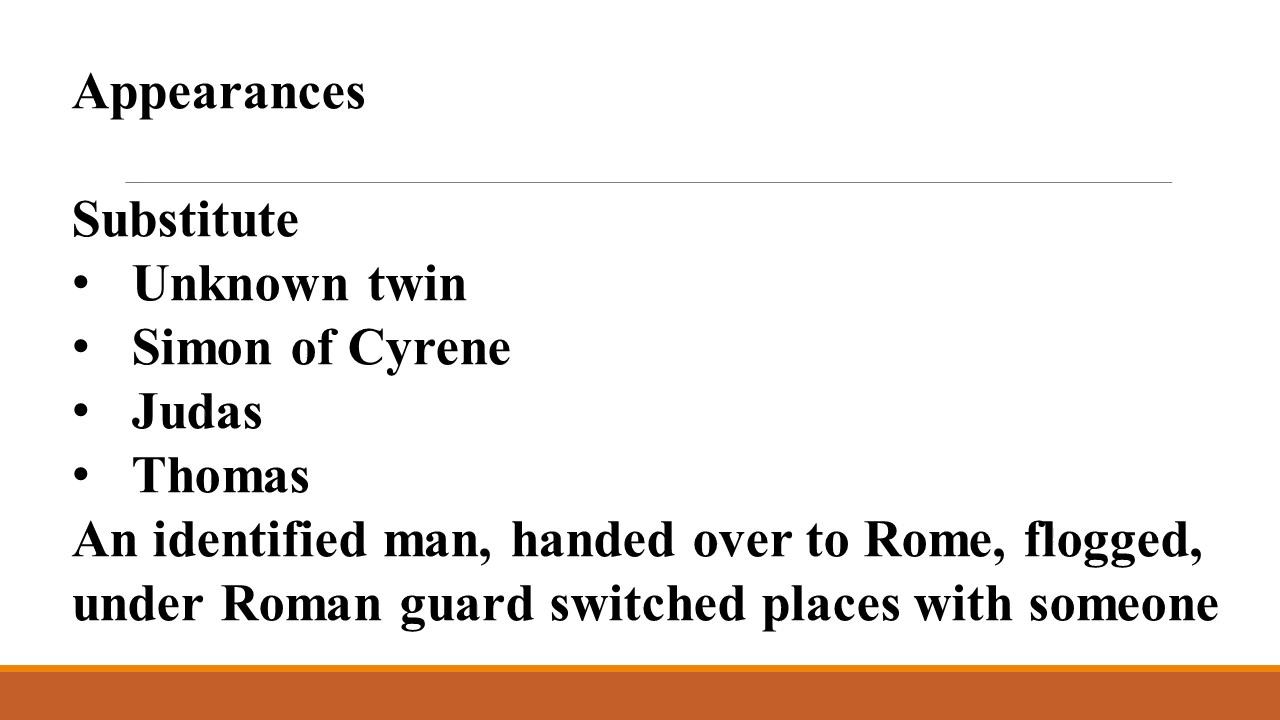 Appearances
Substitute
• Unknown twin
• Simon of Cyrene
• Judas
• Thomas
An identified man, handed over to Rome, flogged,
under Roman guard switched places with someone